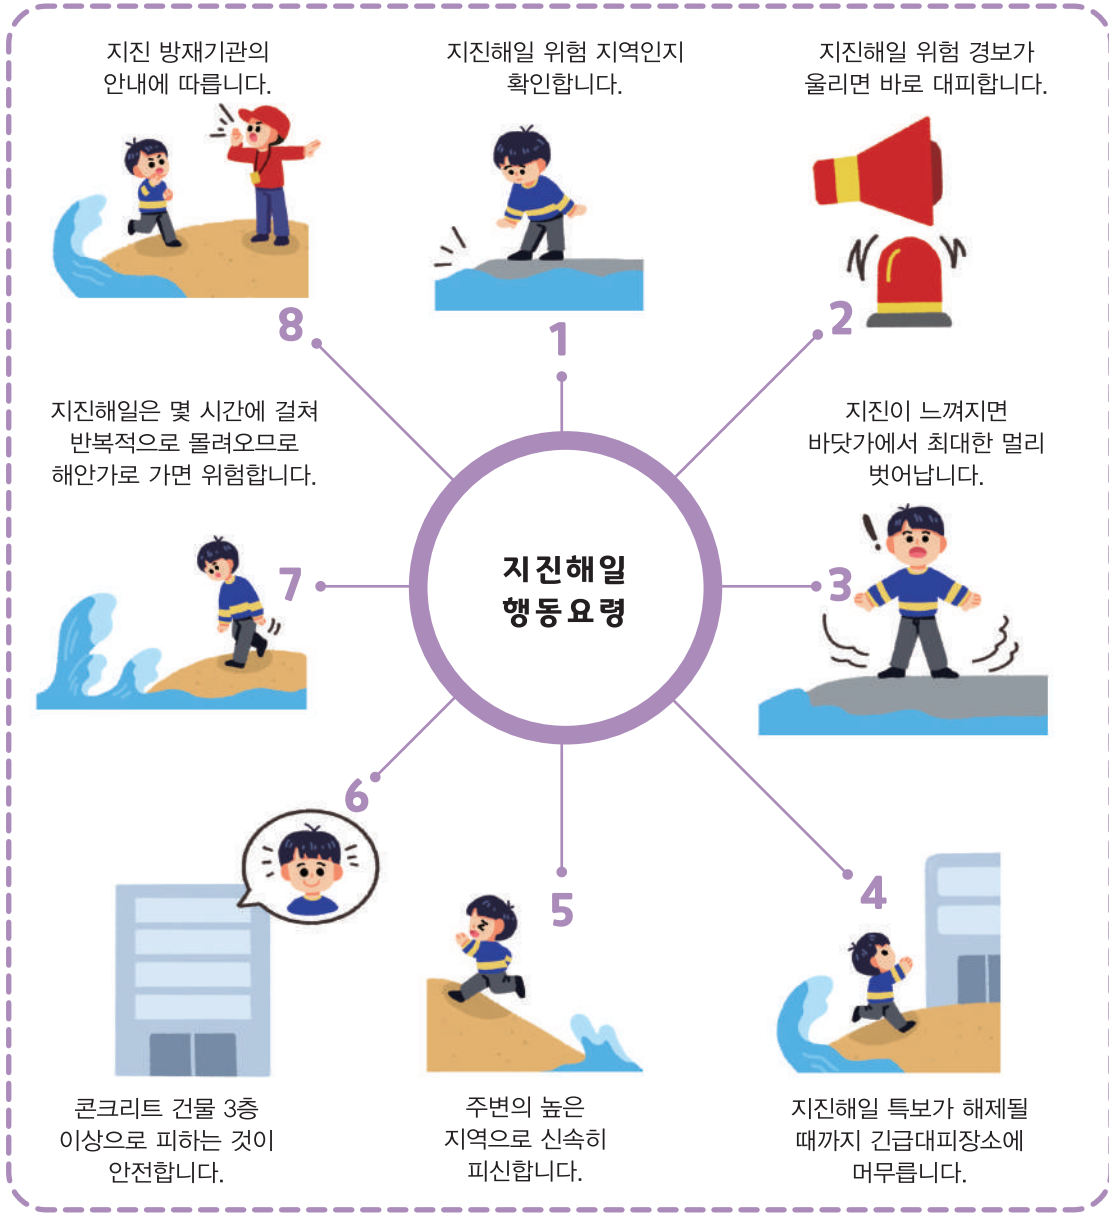 지진해일
행동요령
1
지진해일 위험 지역인지
확인합니다.
2
지진해일 위험 경보가
울리면 바로 대피합니다.
3
지진이 느껴지면
바닷가에서 최대한 멀리
벗어납니다.
4
지진해일 특보가 해제될
때까지 긴급대피장소에
머무릅니다.
5
주변의 높은
지역으로 신속히
피신합니다.
6
콘크리트 건물 3층
이상으로 피하는 것이
안전합니다.
7
지진해일은 몇 시간에 걸쳐
반복적으로 몰려오므로
해안가로 가면 위험합니다.
8
지진 방재기관의
안내에 따릅니다.